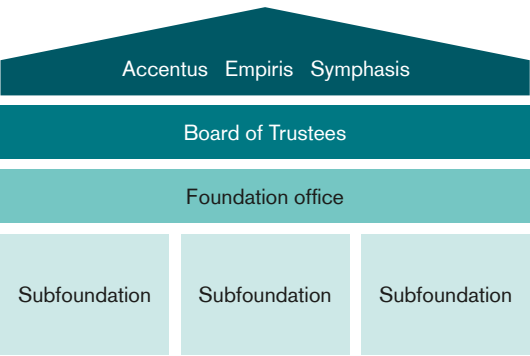 Accentus Empiris Symphasis
Board of Trustees
Foundation office
Subfoundation Subfoundation Subfoundation